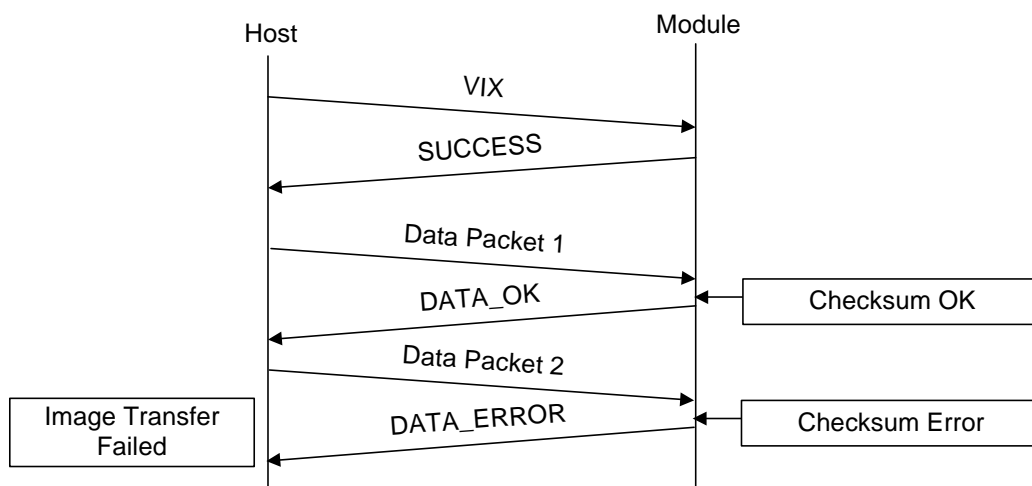 Host
Module
VIX
SUCCESS
Data Packet 1
DATA_OK
Checksum OK
Data Packet 2
Image Transfer
Failed
DATA_ERROR
Checksum Error